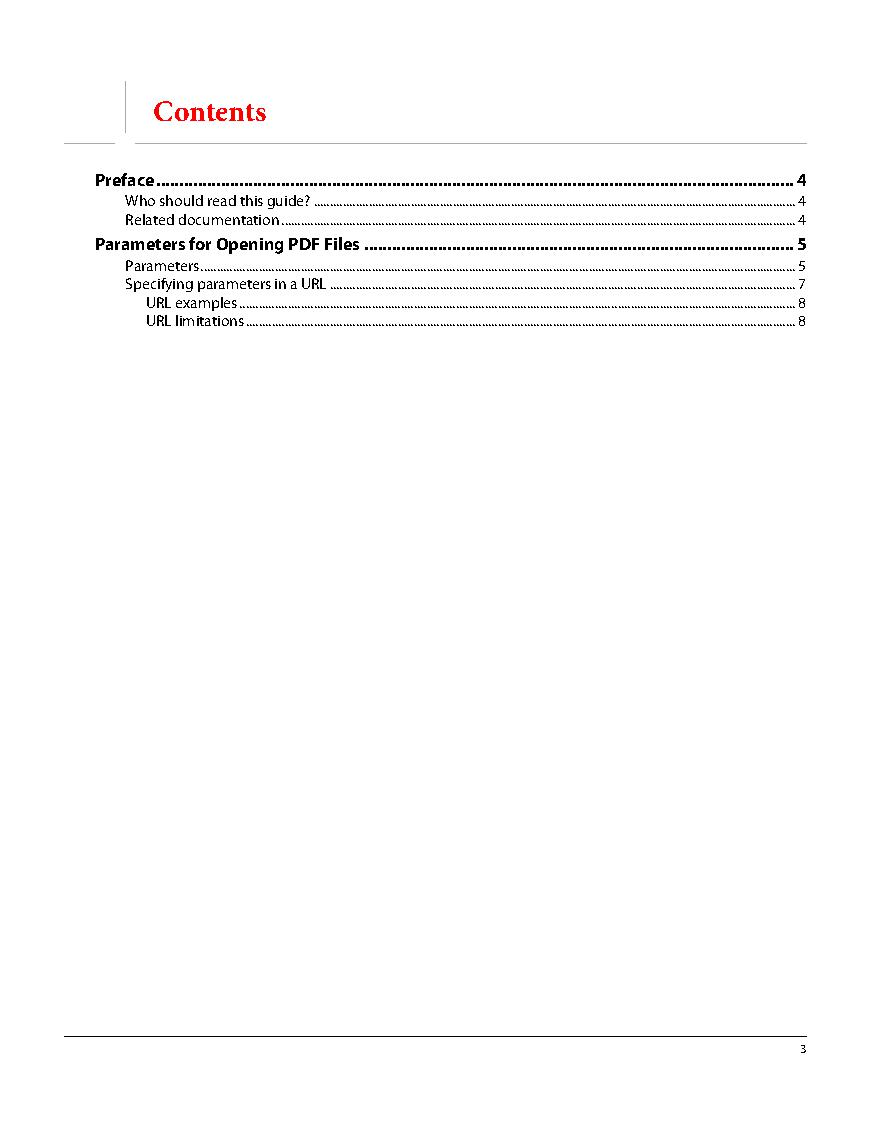 Contents
Preface ........................................................................ 4
Who should read this guide? ........................................................................ 4
Related documentation ........................................................................ 4
Parameters for Opening PDF Files ........................................................................ 5
Parameters ........................................................................ 5
Specifying parameters in a URL ........................................................................ 7
URL examples ........................................................................ 8
URL limitations ........................................................................ 8
3